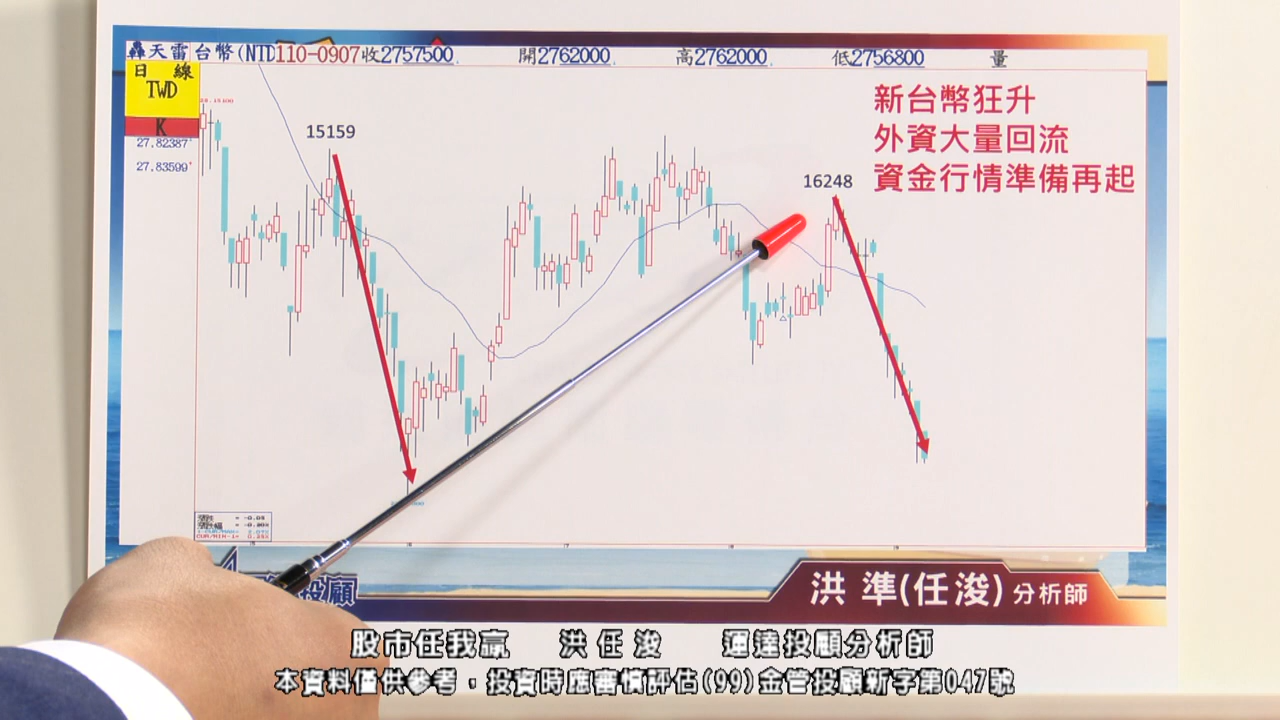 天雷 台幣(NTD 110-0907 收2757500 開2762000 高2762000 低2756800 量
日 線
TWD
K
27.82387
27.83599
15159
16248
新台幣狂升
外資大量回流
資金行情準備再起
投顧
洪 準(任浚) 分析師
股市任我贏 洪任浚 運達投顧分析師
本資料僅供參考，投資時應審慎評估(99)金管投顧新字第047號